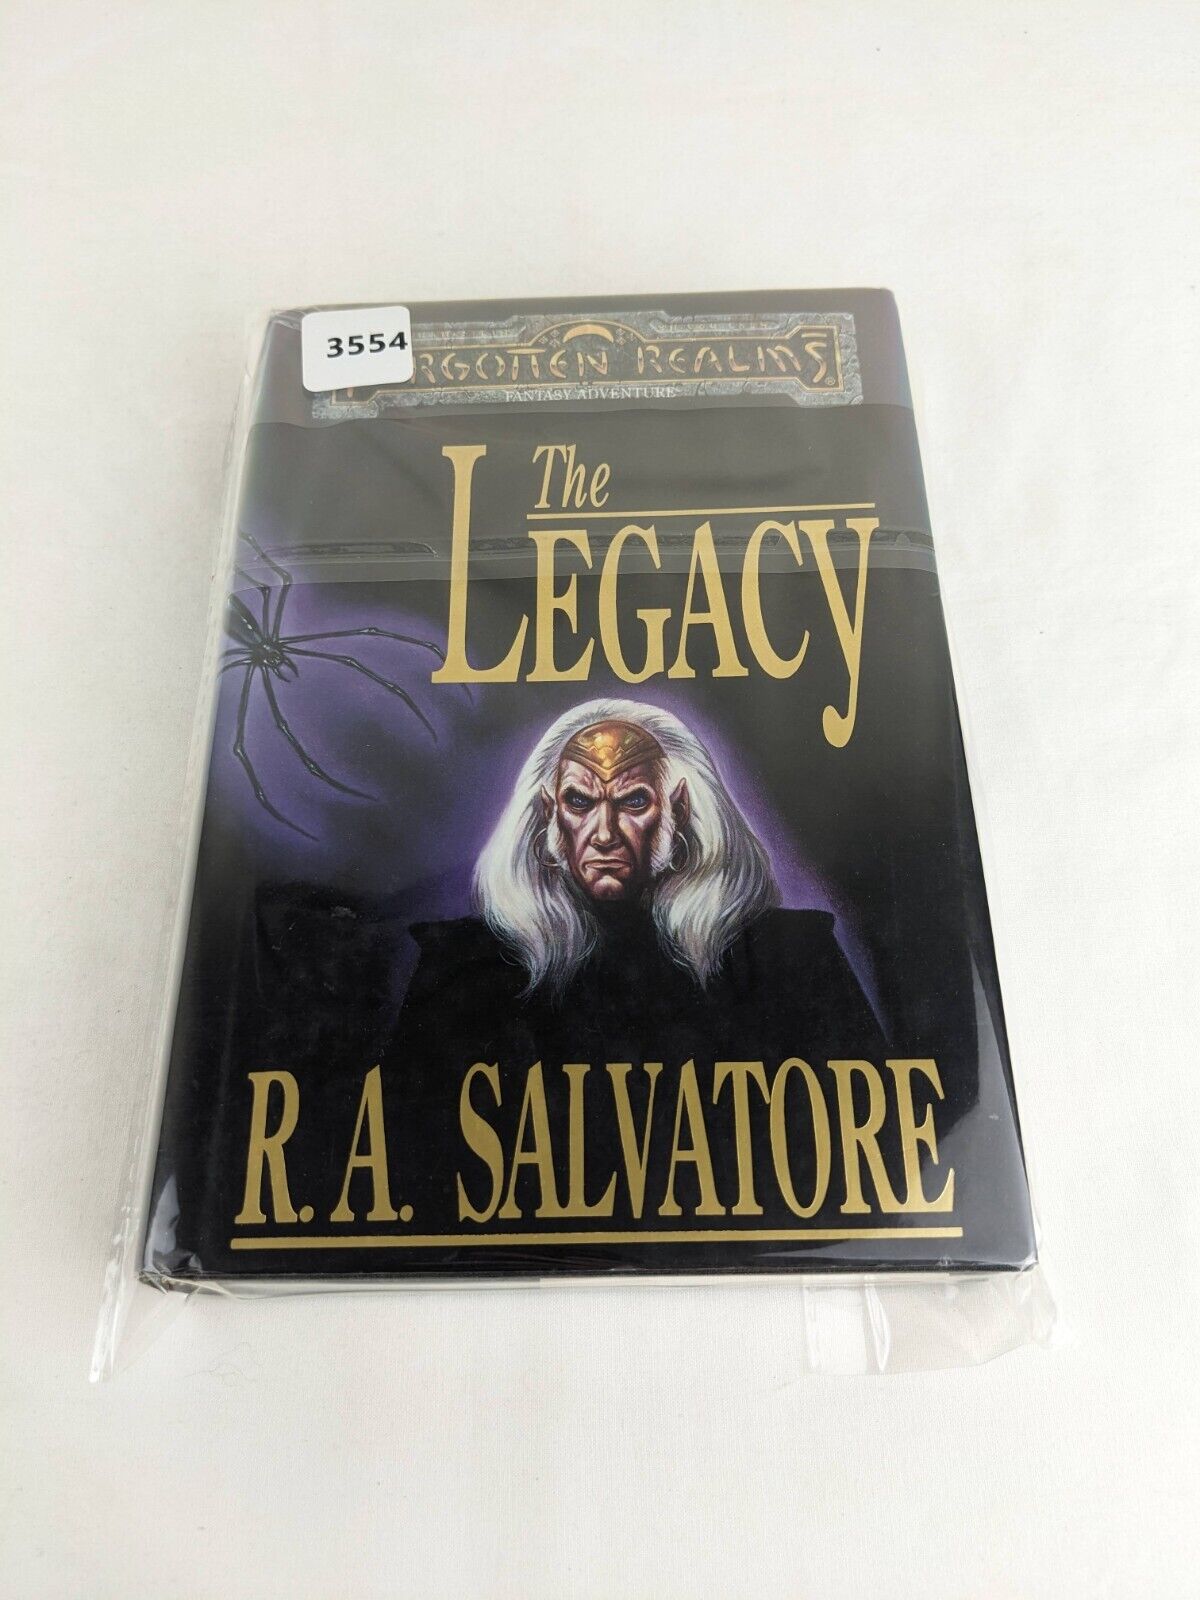 3554
FORGOTTEN REALMS®
FANTASY ADVENTURE
The
LEGACY
R. A. SALVATORE